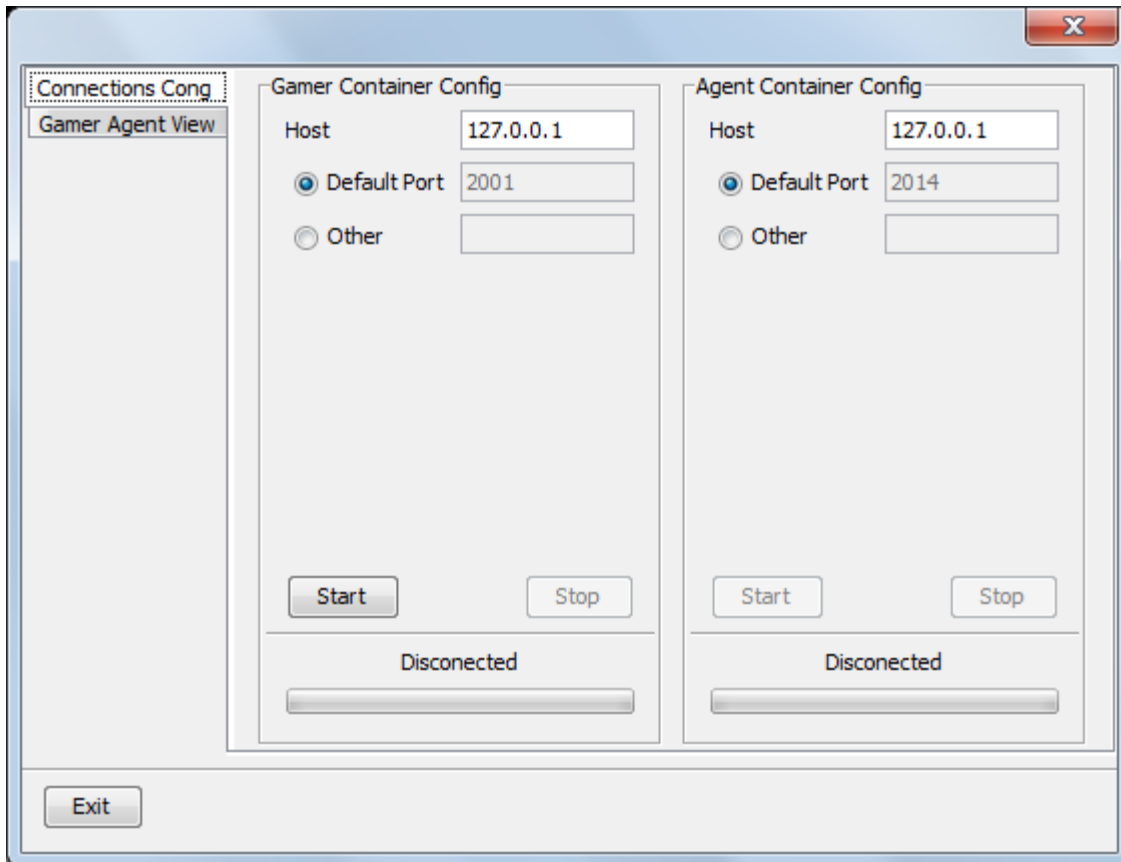 Connections Cong
Gamer Agent View
Gamer Container Config
Host 127.0.0.1
Default Port 2001
Other
Start Stop
Disconected
Agent Container Config
Host 127.0.0.1
Default Port 2014
Other
Start Stop
Disconected
Exit